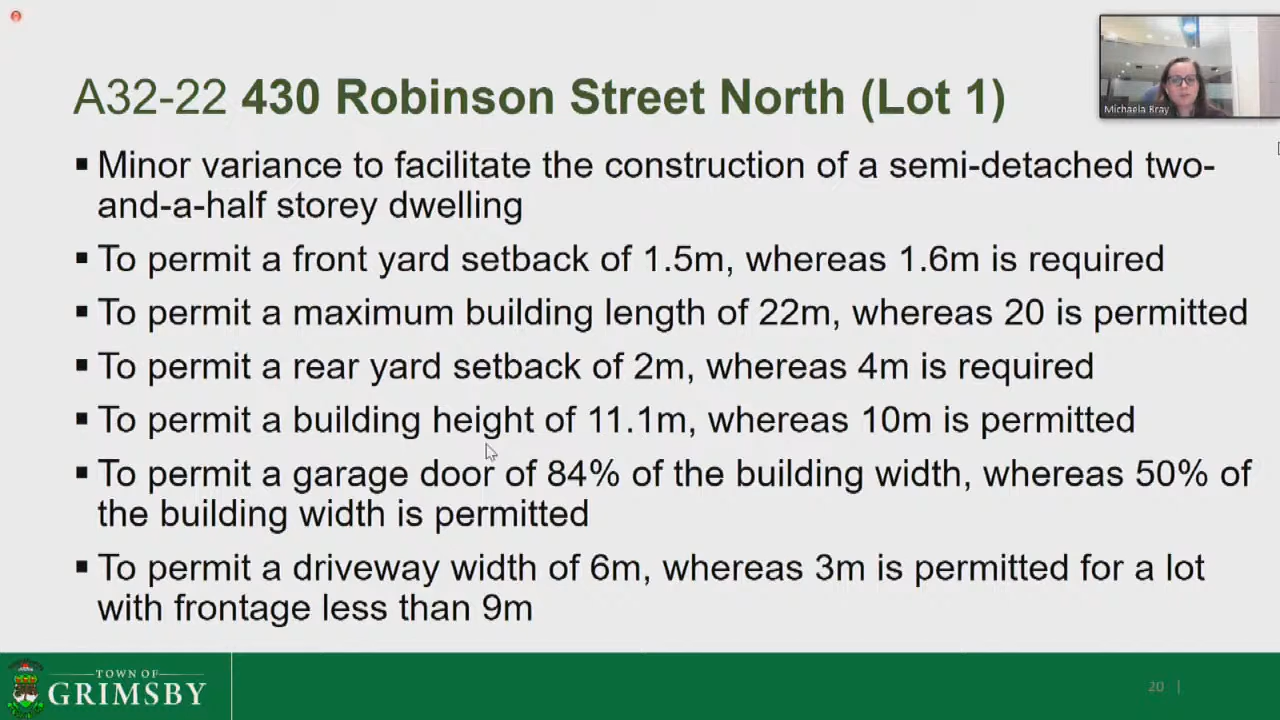 A32-22 430 Robinson Street North (Lot 1)
Michaela Bray
▪ Minor variance to facilitate the construction of a semi-detached two-
and-a-half storey dwelling
▪ To permit a front yard setback of 1.5m, whereas 1.6m is required
▪ To permit a maximum building length of 22m, whereas 20 is permitted
▪ To permit a rear yard setback of 2m, whereas 4m is required
▪ To permit a building height of 11.1m, whereas 10m is permitted
▪ To permit a garage door of 84% of the building width, whereas 50% of
the building width is permitted
▪ To permit a driveway width of 6m, whereas 3m is permitted for a lot
with frontage less than 9m
TOWN OF
GRIMSBY
20 |